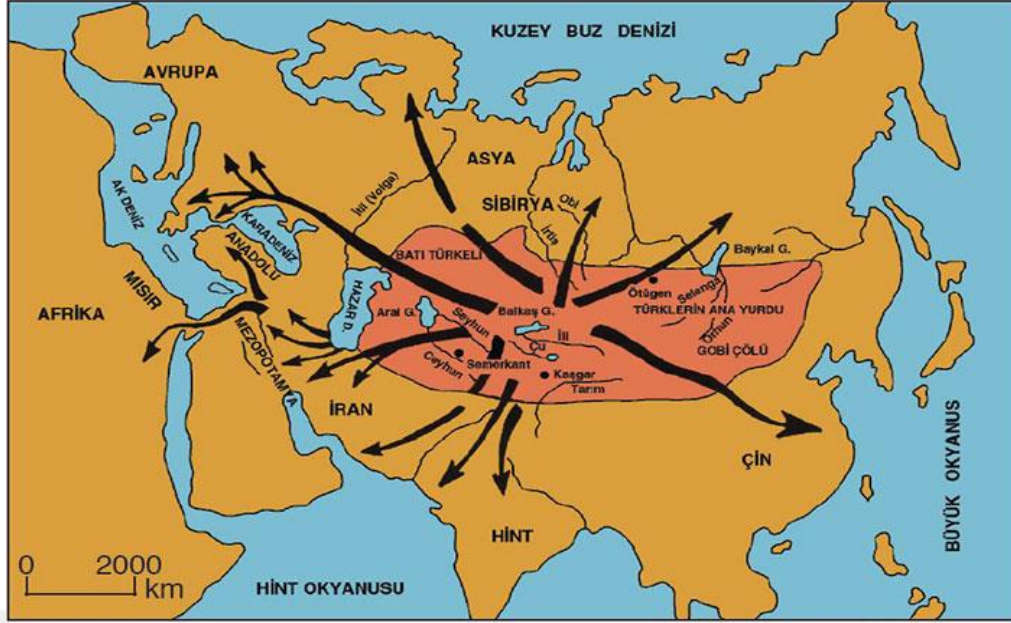 KUZEY BUZ DENİZİ
AVRUPA
ASYA
SİBİRYA
Obi
İrtiş
İtil (Volga)
AK DENİZ
KARADENİZ
ANADOLU
BATI TÜRKELİ
Baykal G.
Ötügen
Selenga
TÜRKLERİN ANA YURDU
Orhun
GOBİ ÇÖLÜ
HAZAR D.
Aral G.
Seyhun
Balkaş G.
İli
Çu
Ceyhun
Semerkant
Kaşgar
Tarım
MISIR
AFRİKA
MEZOPOTAMYA
İRAN
ÇİN
HİNT
BÜYÜK OKYANUS
HİNT OKYANUSU
0 2000
km